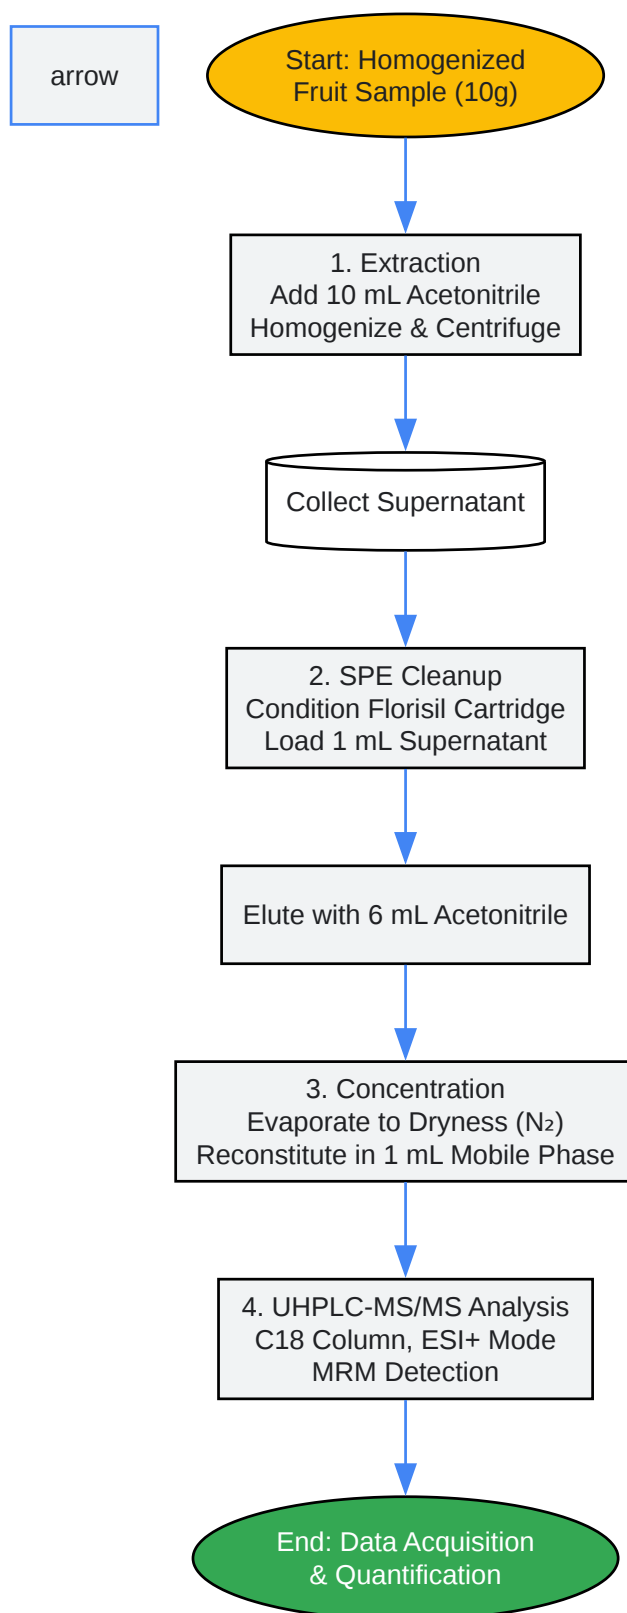 arrow
Start: Homogenized
Fruit Sample (10g)
1. Extraction
Add 10 mL Acetonitrile
Homogenize & Centrifuge
Collect Supernatant
2. SPE Cleanup
Condition Florisil Cartridge
Load 1 mL Supernatant
Elute with 6 mL Acetonitrile
3. Concentration
Evaporate to Dryness (N₂)
Reconstitute in 1 mL Mobile Phase
4. UHPLC-MS/MS Analysis
C18 Column, ESI+ Mode
MRM Detection
End: Data Acquisition
& Quantification